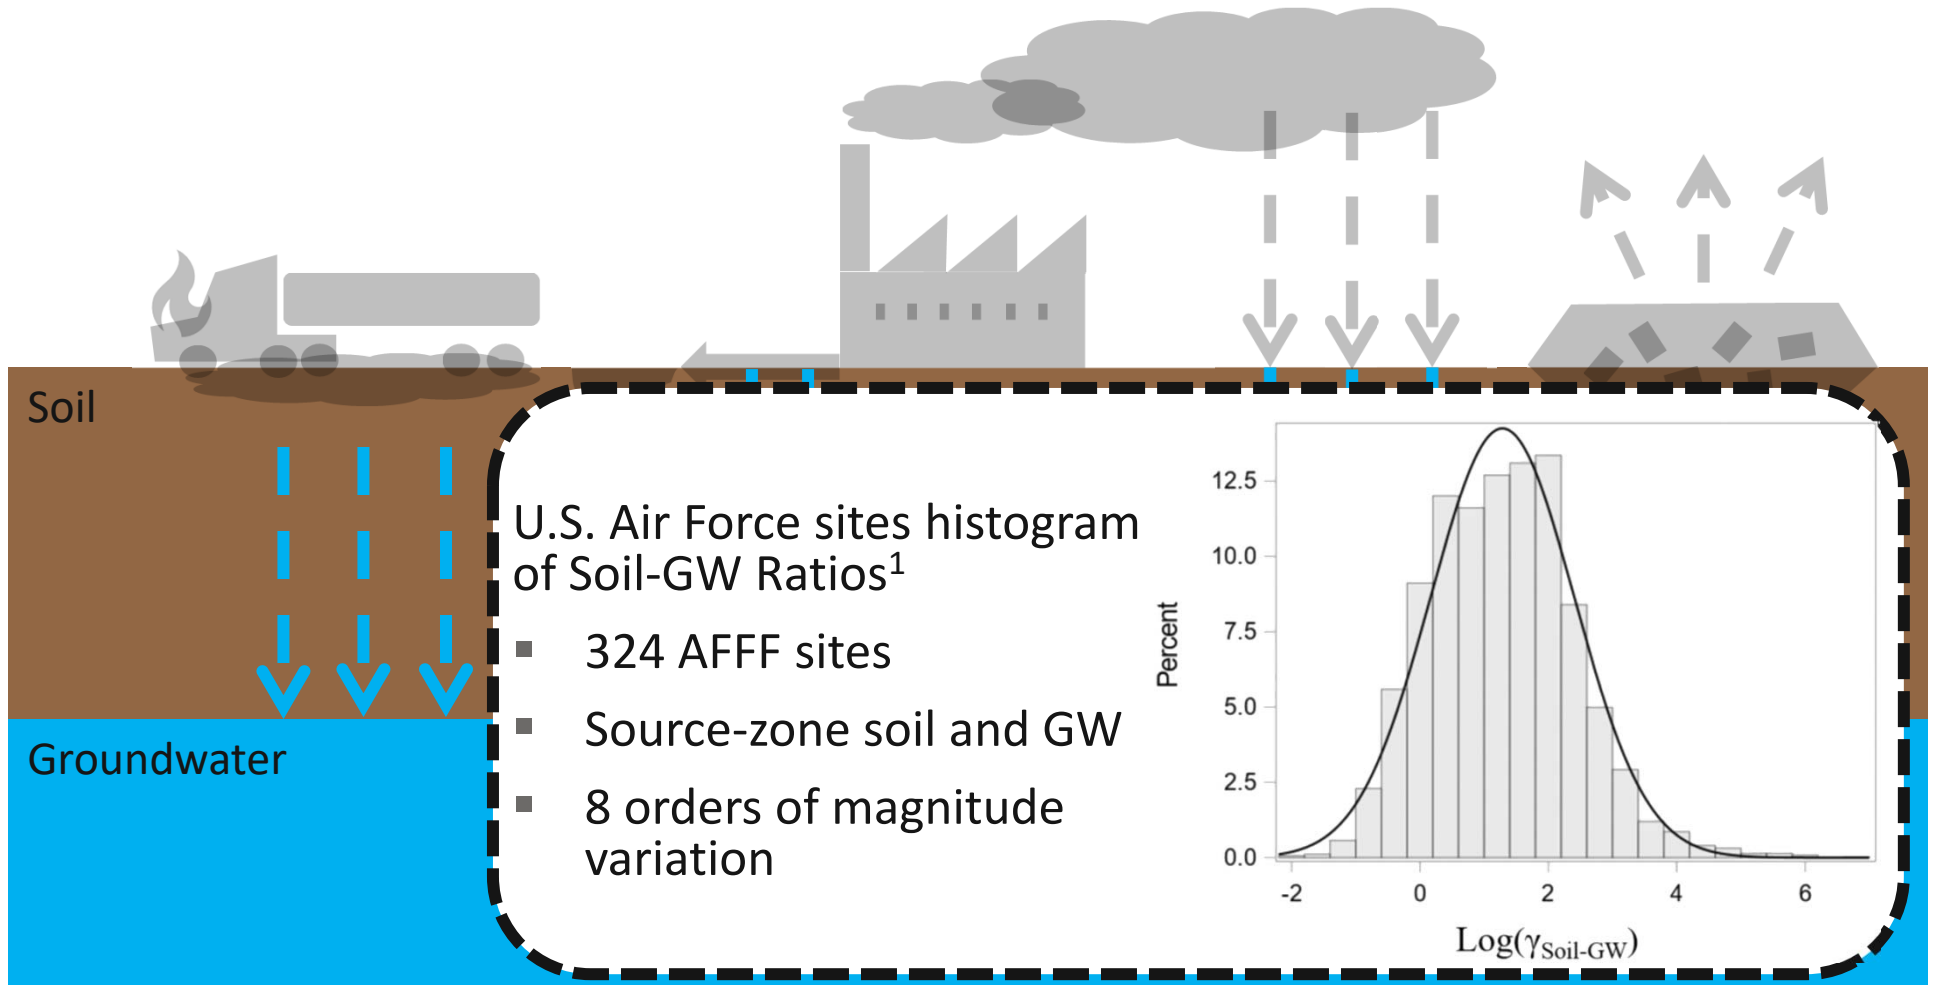 Soil
Groundwater
U.S. Air Force sites histogram
of Soil-GW Ratios¹
▪ 324 AFFF sites
▪ Source-zone soil and GW
▪ 8 orders of magnitude
variation
Percent
12.5
10.0
7.5
5.0
2.5
0.0
-2 0 2 4 6
Log(γSoil-GW)